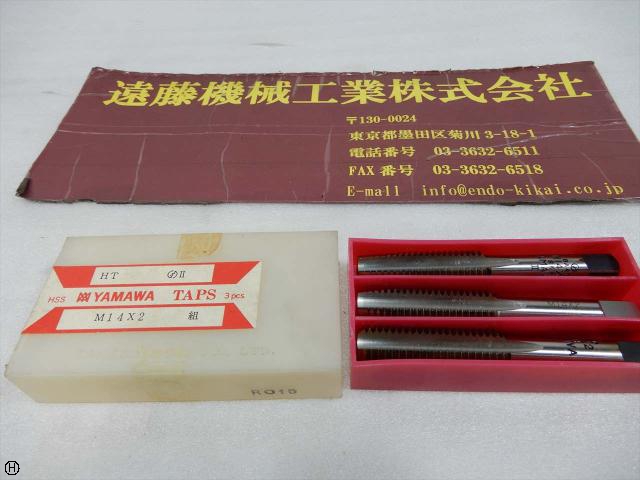 遠藤機械工業株式会社
〒130-0024
東京都墨田区菊川 3-18-1
電話番号 03-3632-6511
FAX 番号 03-3632-6518
E-mail info@endo-kikai.co.jp
HT II
HSS YAMAWA TAPS 3 pcs.
M14X2 組
H